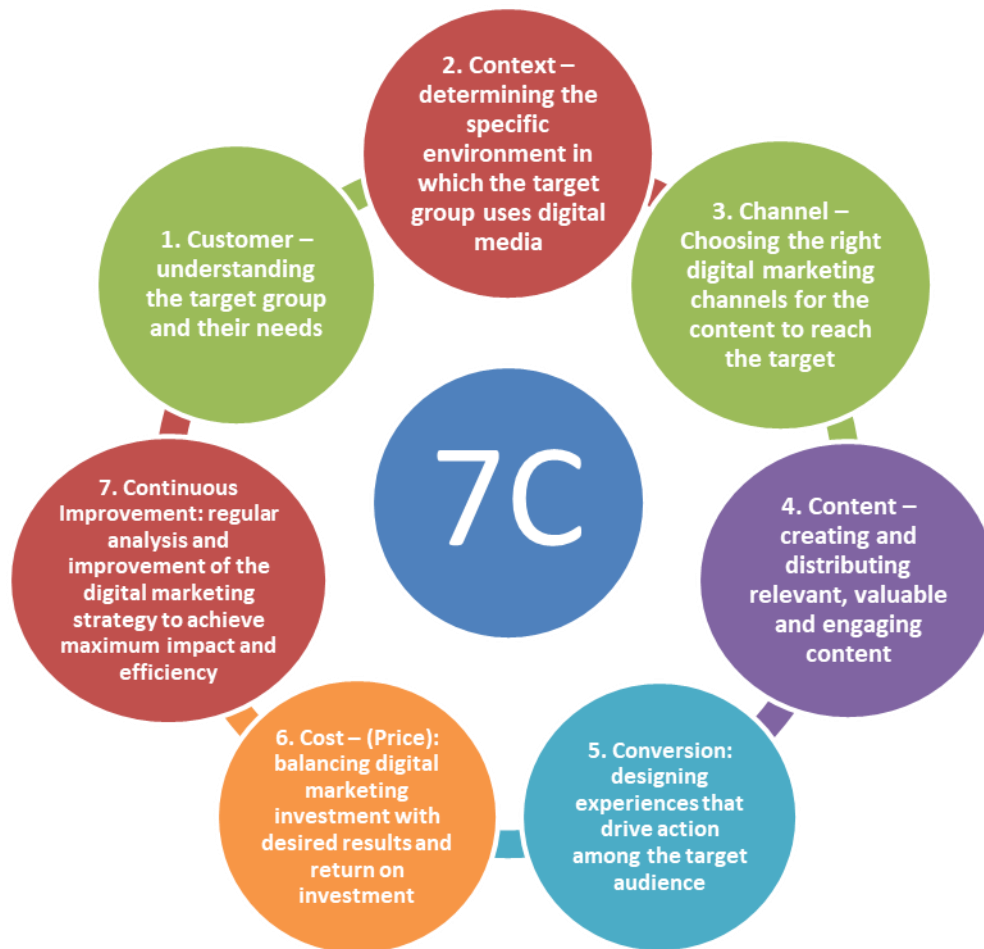 1. Customer –
understanding
the target group
and their needs
2. Context –
determining the
specific
environment in
which the target
group uses digital
media
3. Channel –
Choosing the right
digital marketing
channels for the
content to reach
the target
4. Content –
creating and
distributing
relevant, valuable
and engaging
content
5. Conversion:
designing
experiences that
drive action
among the target
audience
6. Cost – (Price):
balancing digital
marketing
investment with
desired results and
return on
investment
7. Continuous
Improvement: regular
analysis and
improvement of the
digital marketing
strategy to achieve
maximum impact and
efficiency
7C